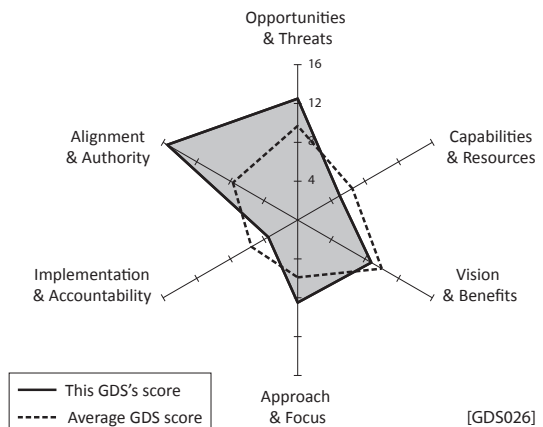 Opportunities
& Threats
16
12
8
4
Alignment
& Authority
Capabilities
& Resources
Implementation
& Accountability
Vision
& Benefits
Approach
& Focus
This GDS's score
Average GDS score
[GDS026]